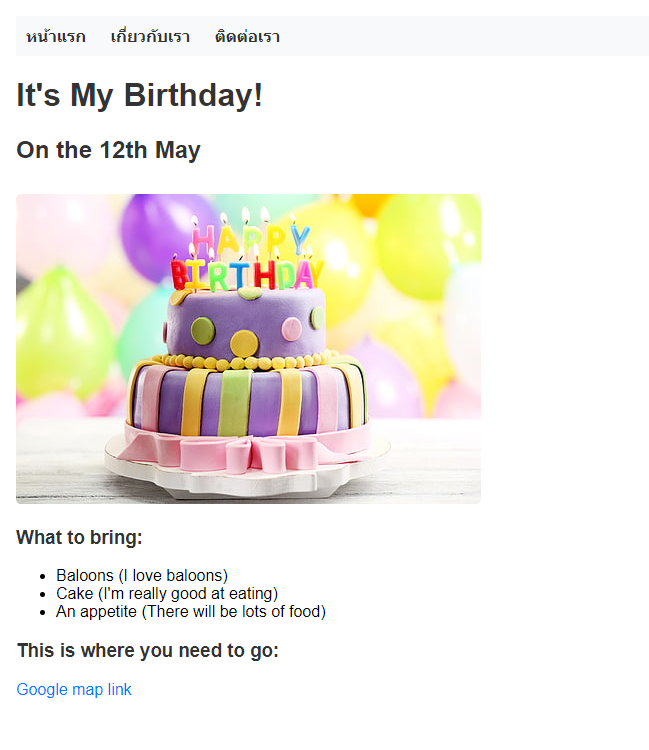 หน้าแรก เกี่ยวกับเรา ติดต่อเรา
It's My Birthday!
On the 12th May
HAPPY
BIRTHDAY
What to bring:
Baloons (I love baloons)
Cake (I'm really good at eating)
An appetite (There will be lots of food)
This is where you need to go:
Google map link